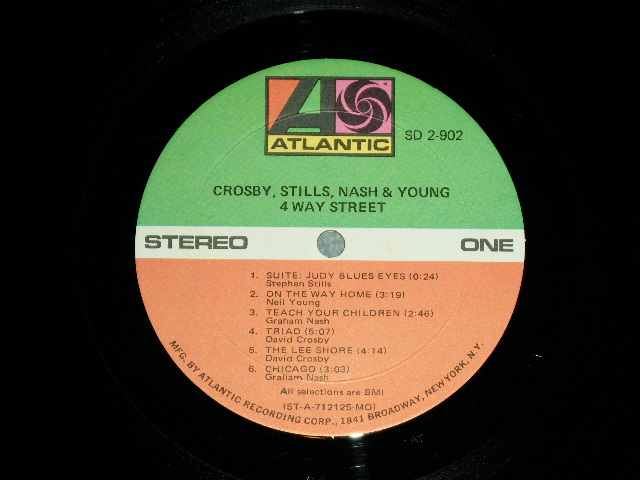 ATLANTIC
SD 2-902
CROSBY, STILLS, NASH & YOUNG
4 WAY STREET
STEREO
ONE
1. SUITE: JUDY BLUES EYES (0:24)
Stephen Stills
2. ON THE WAY HOME (3:19)
Neil Young
3. TEACH YOUR CHILDREN (2:46)
Graham Nash
4. TRIAD (5:07)
David Crosby
5. THE LEE SHORE (4:14)
David Crosby
6. CHICAGO (3:03)
Graham Nash
All selections are BMI
(ST-A-712125-MO)
MFG. BY ATLANTIC RECORDING CORP., 1841 BROADWAY, NEW YORK, N.Y.